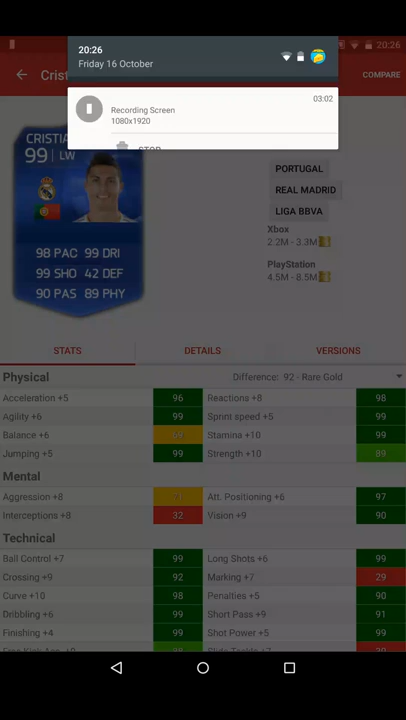 20:26
20:26
Friday 16 October
COMPARE
03:02
Recording Screen
1080x1920
STOP
99 LW
98 PAC 99 DRI
99 SHO 42 DEF
90 PAS 89 PHY
PORTUGAL
REAL MADRID
LIGA BBVA
Xbox
2.2M - 3.3M
PlayStation
4.5M - 8.5M
STATS DETAILS VERSIONS
Physical Difference: 92 - Rare Gold
Acceleration +5 96 Reactions +8 98
Agility +6 99 Sprint speed +5 99
Balance +6 Stamina +10 99
Jumping +5 99 Strength +10 89
Mental
Aggression +8 71 Att. Positioning +6 97
Interceptions +8 32 Vision +9 90
Technical
Ball Control +7 99 Long Shots +6 99
Crossing +9 92 Marking +7 29
Curve +10 98 Penalties +5 90
Dribbling +6 99 Short Pass +9 91
Finishing +4 99 Shot Power +5 99